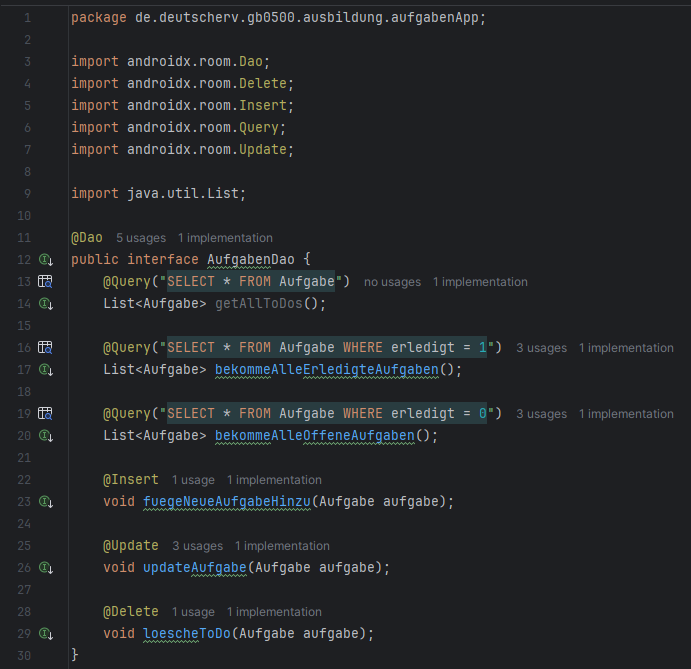 1 package de.deutscherv.gb0500.ausbildung.aufgabenApp;
2
3 import androidx.room.Dao;
4 import androidx.room.Delete;
5 import androidx.room.Insert;
6 import androidx.room.Query;
7 import androidx.room.Update;
8
9 import java.util.List;
10
11 @Dao 5 usages 1 implementation
12 public interface AufgabenDao {
13 @Query("SELECT * FROM Aufgabe") no usages 1 implementation
14 List<Aufgabe> getAllToDos();
15
16 @Query("SELECT * FROM Aufgabe WHERE erledigt = 1") 3 usages 1 implementation
17 List<Aufgabe> bekommeAlleErledigteAufgaben();
18
19 @Query("SELECT * FROM Aufgabe WHERE erledigt = 0") 3 usages 1 implementation
20 List<Aufgabe> bekommeAlleOffeneAufgaben();
21
22 @Insert 1 usage 1 implementation
23 void fuegeNeueAufgabeHinzu(Aufgabe aufgabe);
24
25 @Update 3 usages 1 implementation
26 void updateAufgabe(Aufgabe aufgabe);
27
28 @Delete 1 usage 1 implementation
29 void loescheToDo(Aufgabe aufgabe);
30 }